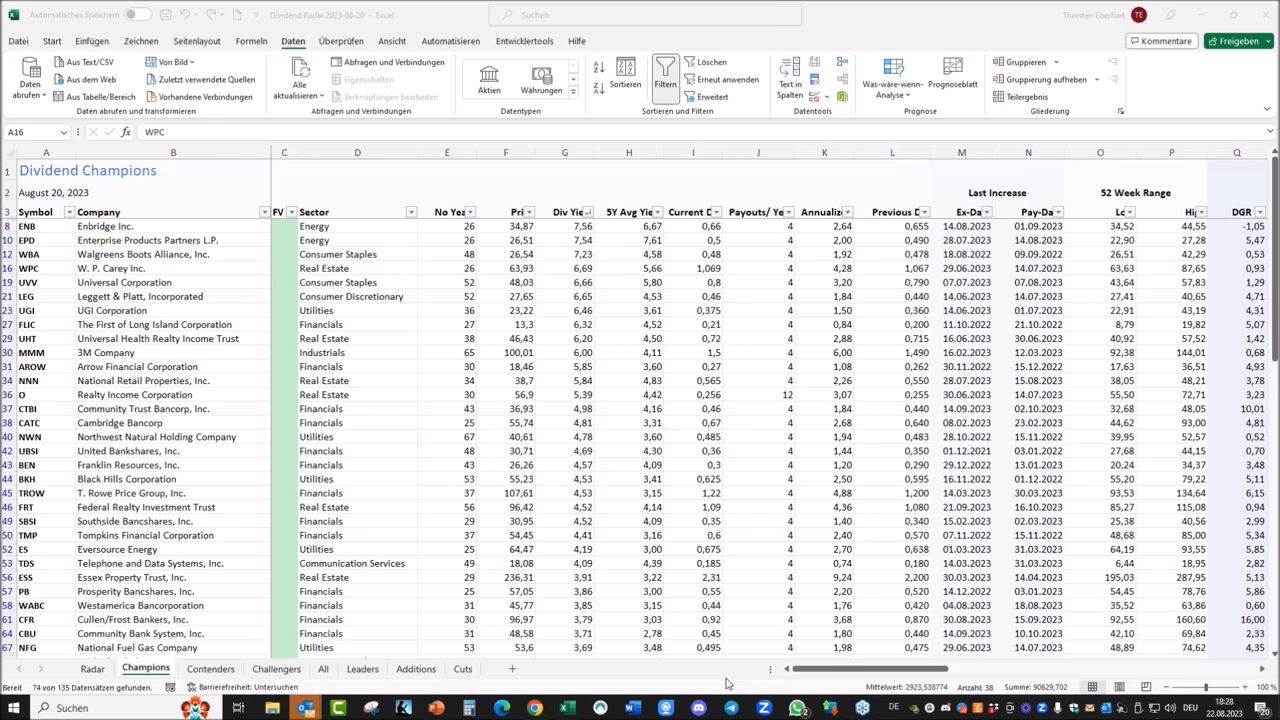 Automatisches Speichern
Dividend Radar 2023-08-20 - Excel
Suchen
Thorsten Eberhart TE
Datei Start Einfügen Zeichnen Seitenlayout Formeln Daten Überprüfen Ansicht Automatisieren Entwicklertools Hilfe Kommentare Freigeben
Daten abrufen
Aus Text/CSV
Aus dem Web
Aus Tabelle/Bereich
Von Bild
Zuletzt verwendete Quellen
Vorhandene Verbindungen
Alle aktualisieren
Abfragen und Verbindungen
Eigenschaften
Verknüpfungen bearbeiten
Aktien
Währungen
Sortieren
Filtern
Löschen
Erneut anwenden
Erweitert
Text in Spalten
Was-wäre-wenn-Analyse
Prognoseblatt
Gruppieren
Gruppierung aufheben
Teilergebnis
Daten abrufen und transformieren Abfragen und Verbindungen Datentypen Sortieren und Filtern Datentools Prognose Gliederung
A16 fx WPC
A B C D E F G H I J K L M N O P Q
1 Dividend Champions
2 August 20, 2023 Last Increase 52 Week Range
3 Symbol Company FV Sector No Yea Pri Div Yie 5Y Avg Yie Current D Payouts/ Ye Annualiz Previous D Ex-Da Pay-Da Lo Hi DGR
8 ENB Enbridge Inc. Energy 26 34,87 7,56 6,67 0,66 4 2,64 0,655 14.08.2023 01.09.2023 34,52 44,55 -1,05
10 EPD Enterprise Products Partners L.P. Energy 26 26,51 7,54 7,61 0,5 4 2,00 0,490 28.07.2023 14.08.2023 22,90 27,28 5,47
12 WBA Walgreens Boots Alliance, Inc. Consumer Staples 48 26,54 7,23 4,58 0,48 4 1,92 0,478 18.08.2022 09.09.2022 26,51 42,29 0,53
16 WPC W. P. Carey Inc. Real Estate 26 63,93 6,69 5,66 1,069 4 4,28 1,067 29.06.2023 14.07.2023 63,63 87,65 0,93
19 UVV Universal Corporation Consumer Staples 52 48,03 6,66 5,80 0,8 4 3,20 0,790 07.07.2023 07.08.2023 43,64 57,83 1,29
21 LEG Leggett & Platt, Incorporated Consumer Discretionary 52 27,65 6,65 4,53 0,46 4 1,84 0,440 14.06.2023 14.07.2023 27,41 40,65 4,71
23 UGI UGI Corporation Utilities 36 23,22 6,46 3,61 0,375 4 1,50 0,360 14.06.2023 01.07.2023 22,91 43,19 4,31
27 FLIC The First of Long Island Corporation Financials 27 13,3 6,32 4,52 0,21 4 0,84 0,200 11.10.2022 21.10.2022 8,79 19,82 5,07
29 UHT Universal Health Realty Income Trust Real Estate 38 46,43 6,20 4,50 0,72 4 2,88 0,715 16.06.2023 30.06.2023 40,92 57,52 1,42
30 MMM 3M Company Industrials 65 100,01 6,00 4,11 1,5 4 6,00 1,490 16.02.2023 12.03.2023 92,38 144,01 0,68
31 AROW Arrow Financial Corporation Financials 30 18,46 5,85 3,60 0,27 4 1,08 0,262 30.11.2022 15.12.2022 17,63 36,51 4,93
34 NNN National Retail Properties, Inc. Real Estate 34 38,7 5,84 4,83 0,565 4 2,26 0,550 28.07.2023 15.08.2023 38,05 48,21 3,78
36 O Realty Income Corporation Real Estate 30 56,9 5,39 4,42 0,256 12 3,07 0,255 30.06.2023 14.07.2023 55,50 72,71 3,23
37 CTBI Community Trust Bancorp, Inc. Financials 43 36,93 4,98 4,16 0,46 4 1,84 0,440 14.09.2023 02.10.2023 32,68 48,05 10,01
38 CATC Cambridge Bancorp Financials 25 55,74 4,81 3,31 0,67 4 2,68 0,640 08.02.2023 23.02.2023 44,62 93,00 4,81
40 NWN Northwest Natural Holding Company Utilities 67 40,61 4,78 3,60 0,485 4 1,94 0,483 28.10.2022 15.11.2022 39,95 52,57 0,52
42 UBSI United Bankshares, Inc. Financials 48 30,71 4,69 4,29 0,36 4 1,44 0,350 01.12.2021 03.01.2022 27,68 44,15 0,70
43 BEN Franklin Resources, Inc. Financials 43 26,26 4,57 4,09 0,3 4 1,20 0,290 29.12.2022 13.01.2023 20,24 34,37 3,48
44 BKH Black Hills Corporation Utilities 53 55,23 4,53 3,41 0,625 4 2,50 0,595 16.11.2022 01.12.2022 55,20 79,22 5,11
45 TROW T. Rowe Price Group, Inc. Financials 37 107,61 4,53 3,15 1,22 4 4,88 1,200 14.03.2023 30.03.2023 93,53 134,64 6,15
46 FRT Federal Realty Investment Trust Real Estate 56 96,42 4,52 4,14 1,09 4 4,36 1,080 21.09.2023 16.10.2023 85,27 115,08 0,94
49 SBSI Southside Bancshares, Inc. Financials 29 30,95 4,52 4,09 0,35 4 1,40 0,340 15.02.2023 02.03.2023 25,38 40,56 2,99
50 TMP Tompkins Financial Corporation Financials 37 54,45 4,41 3,16 0,6 4 2,40 0,570 07.11.2022 15.11.2022 48,68 85,00 5,34
52 ES Eversource Energy Utilities 25 64,47 4,19 3,00 0,675 4 2,70 0,638 01.03.2023 31.03.2023 64,19 93,55 5,85
53 TDS Telephone and Data Systems, Inc. Communication Services 49 18,08 4,09 4,39 0,185 4 0,74 0,180 14.03.2023 31.03.2023 6,44 18,95 2,82
56 ESS Essex Property Trust, Inc. Real Estate 29 236,31 3,91 3,22 2,31 4 9,24 2,200 30.03.2023 14.04.2023 195,03 287,95 5,13
57 PB Prosperity Bancshares, Inc. Financials 25 57,05 3,86 3,00 0,55 4 2,20 0,550 14.12.2022 03.01.2023 54,45 78,76 5,86
58 WABC Westamerica Bancorporation Financials 31 45,77 3,85 3,15 0,44 4 1,76 0,420 04.08.2023 18.08.2023 35,52 63,86 0,60
61 CFR Cullen/Frost Bankers, Inc. Financials 30 96,97 3,79 3,03 0,92 4 3,68 0,870 30.08.2023 15.09.2023 92,55 160,60 16,00
64 CBU Community Bank System, Inc. Financials 31 48,58 3,71 2,78 0,45 4 1,80 0,440 14.09.2023 10.10.2023 42,10 69,84 2,33
67 NFG National Fuel Gas Company Utilities 53 53,6 3,69 3,48 0,495 4 1,98 0,475 29.06.2023 14.07.2023 48,89 74,62 4,35
Radar Champions Contenders Challengers All Leaders Additions Cuts
Bereit 74 von 135 Datensätzen gefunden. Barrierefreiheit: Untersuchen Mittelwert: 2923,538774 Anzahl: 38 Summe: 90629,702 100 %
Suchen DE DEU 18:28
22.08.2023